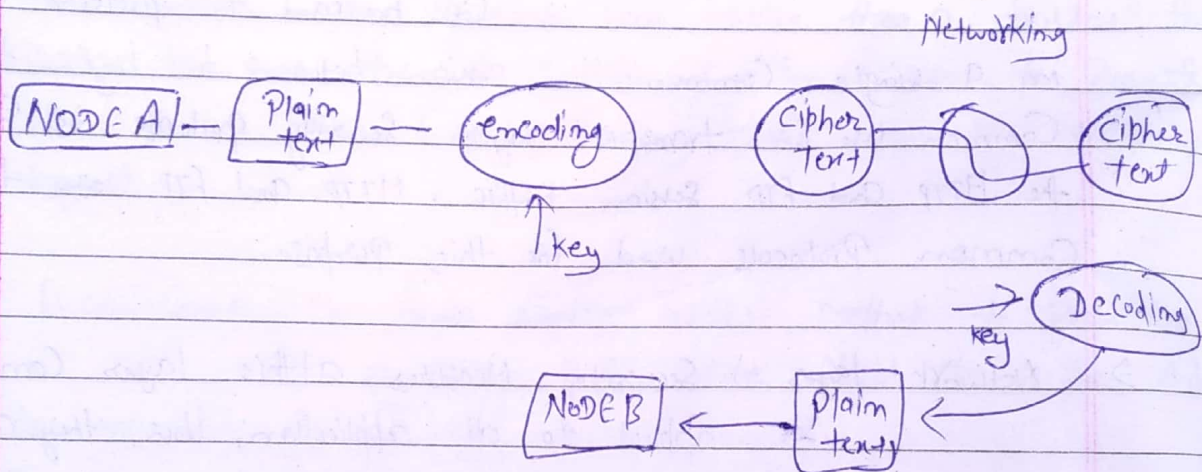 Networking
NODE A
Plain
text
encoding
Cipher
text
Cipher
text
key
Decoding
key
NODE B
Plain
text